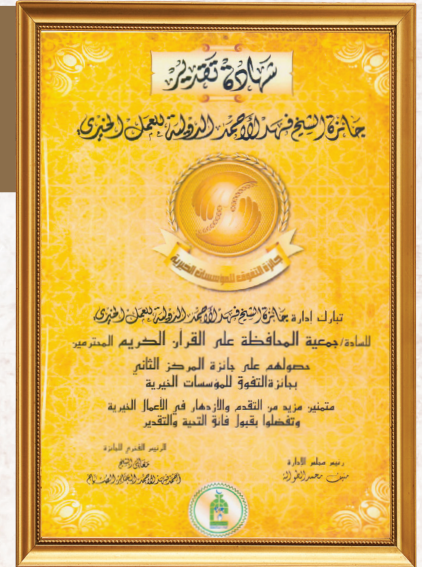 شهادة تقدير
جائزة الشيخ فهد الأحمد الدولية للعمل الخيري
جائزة التفوق للمؤسسات الخيرية
تبارك إدارة جائزة الشيخ فهد الأحمد الدولية للعمل الخيري
للسادة/جمعية المحافظة على القرآن الكريم المحترمين
حصولهم على جائزة المركز الثاني
بجائزة التفوق للمؤسسات الخيرية
متمنين مزيد من التقدم والأزدهار في الأعمال الخيرية
وتفضلوا بقبول فائق التحية والتقدير
الرئيس الفخري للجائزة
رئيس مجلس الإدارة